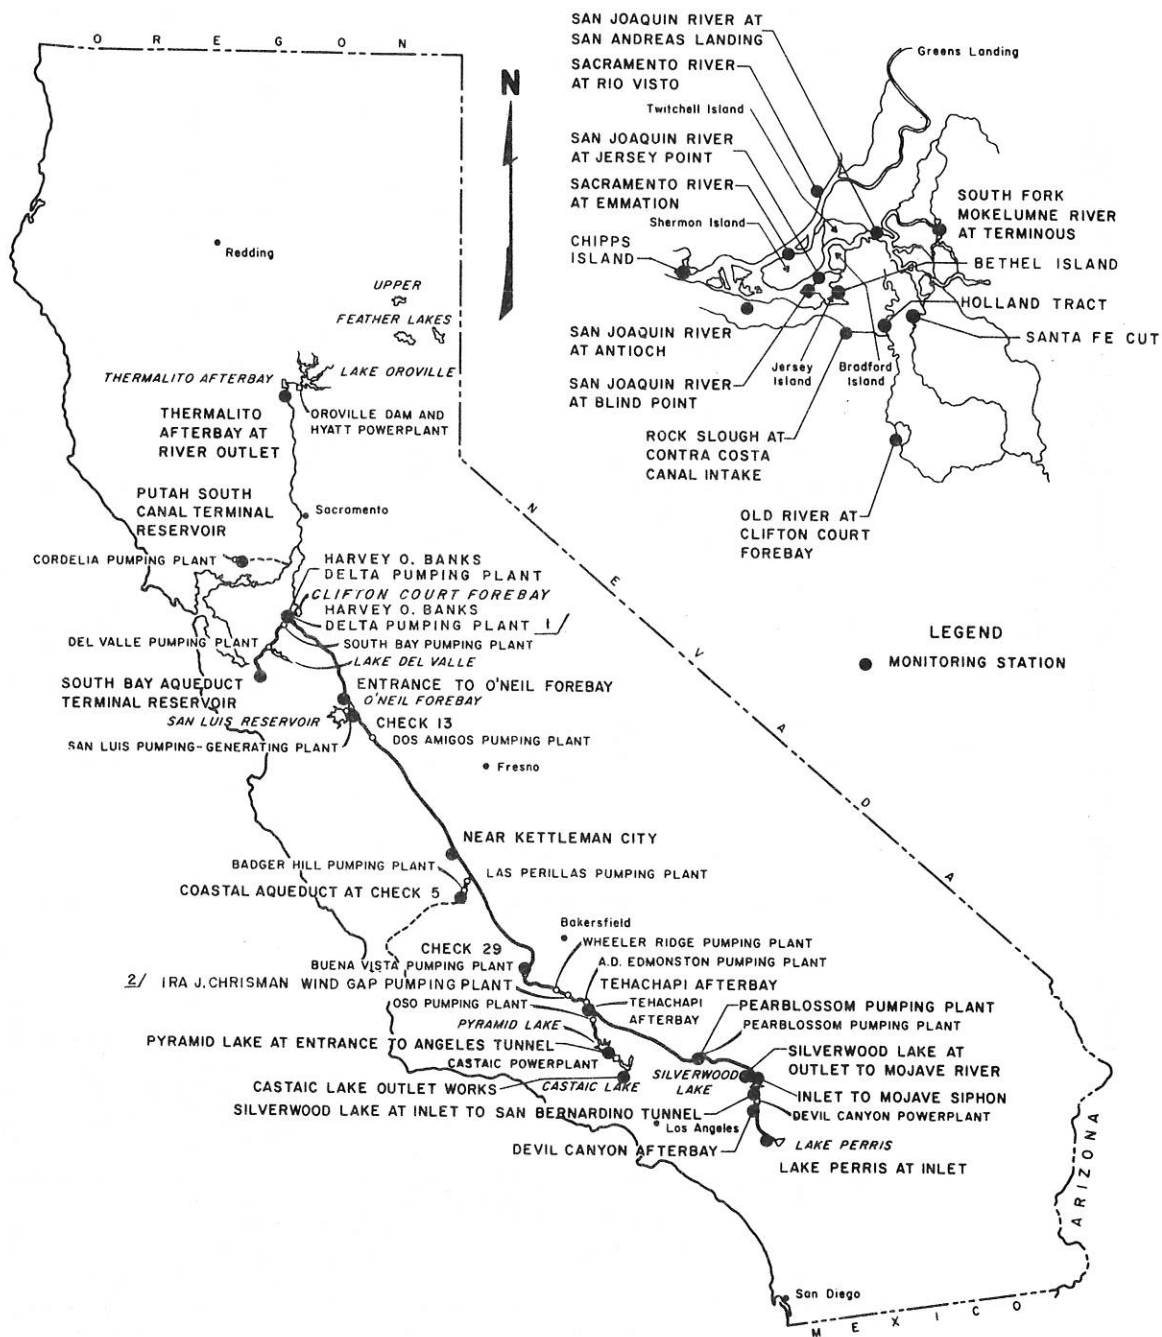 OREGON
N
SAN JOAQUIN RIVER AT
SAN ANDREAS LANDING
SACRAMENTO RIVER
AT RIO VISTO
Greens Landing
Twitchell Island
SAN JOAQUIN RIVER
AT JERSEY POINT
SACRAMENTO RIVER
AT EMMATION
Shermon Island
CHIPPS
ISLAND
SOUTH FORK
MOKELUMNE RIVER
AT TERMINOUS
BETHEL ISLAND
HOLLAND TRACT
SANTA FE CUT
SAN JOAQUIN RIVER
AT ANTIOCH
Jersey
Island
Bradford
Island
SAN JOAQUIN RIVER
AT BLIND POINT
ROCK SLOUGH AT
CONTRA COSTA
CANAL INTAKE
OLD RIVER AT
CLIFTON COURT
FOREBAY
LEGEND
MONITORING STATION
NEVADA
Redding
UPPER
FEATHER LAKES
LAKE OROVILLE
THERMALITO AFTERBAY
OROVILLE DAM AND
HYATT POWERPLANT
THERMALITO
AFTERBAY AT
RIVER OUTLET
PUTAH SOUTH
CANAL TERMINAL
RESERVOIR
Sacramento
CORDELIA PUMPING PLANT
HARVEY O. BANKS
DELTA PUMPING PLANT
CLIFTON COURT FOREBAY
HARVEY O. BANKS
DELTA PUMPING PLANT 1/
DEL VALLE PUMPING PLANT
SOUTH BAY PUMPING PLANT
LAKE DEL VALLE
SOUTH BAY AQUEDUCT
TERMINAL RESERVOIR
ENTRANCE TO O'NEIL FOREBAY
O'NEIL FOREBAY
SAN LUIS RESERVOIR
CHECK 13
SAN LUIS PUMPING-GENERATING PLANT
DOS AMIGOS PUMPING PLANT
Fresno
NEAR KETTLEMAN CITY
BADGER HILL PUMPING PLANT
LAS PERILLAS PUMPING PLANT
COASTAL AQUEDUCT AT CHECK 5
Bakersfield
CHECK 29
WHEELER RIDGE PUMPING PLANT
BUENA VISTA PUMPING PLANT
A.D. EDMONSTON PUMPING PLANT
2/ IRA J. CHRISMAN WIND GAP PUMPING PLANT
TEHACHAPI AFTERBAY
OSO PUMPING PLANT
TEHACHAPI
AFTERBAY
PEARBLOSSOM PUMPING PLANT
PYRAMID LAKE
PEARBLOSSOM PUMPING PLANT
PYRAMID LAKE AT ENTRANCE TO ANGELES TUNNEL
CASTAIC POWERPLANT
SILVERWOOD LAKE AT
OUTLET TO MOJAVE RIVER
SILVERWOOD
LAKE
CASTAIC LAKE OUTLET WORKS
CASTAIC LAKE
INLET TO MOJAVE SIPHON
SILVERWOOD LAKE AT INLET TO SAN BERNARDINO TUNNEL
DEVIL CANYON POWERPLANT
Los Angeles
DEVIL CANYON AFTERBAY
LAKE PERRIS
LAKE PERRIS AT INLET
ARIZONA
San Diego
MEXICO